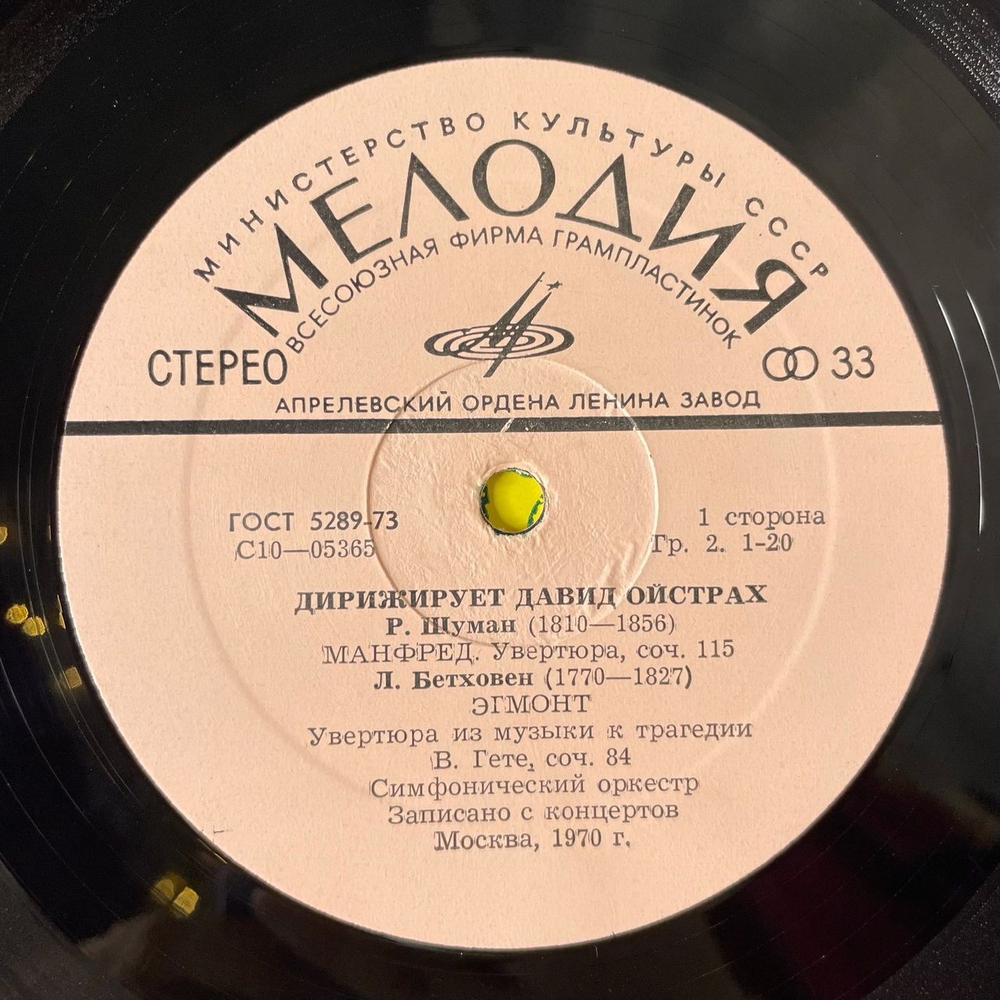 МИНИСТЕРСТВО КУЛЬТУРЫ СССР
МЕЛОДИЯ
ВСЕСОЮЗНАЯ ФИРМА ГРАМПЛАСТИНОК
СТЕРЕО
33
АПРЕЛЕВСКИЙ ОРДЕНА ЛЕНИНА ЗАВОД
ГОСТ 5289-73
1 сторона
С10—05365
Гр. 2. 1-20
ДИРИЖИРУЕТ ДАВИД ОЙСТРАХ
Р. Шуман (1810—1856)
МАНФРЕД. Увертюра, соч. 115
Л. Бетховен (1770—1827)
ЭГМОНТ
Увертюра из музыки к трагедии
В. Гете, соч. 84
Симфонический оркестр
Записано с концертов
Москва, 1970 г.